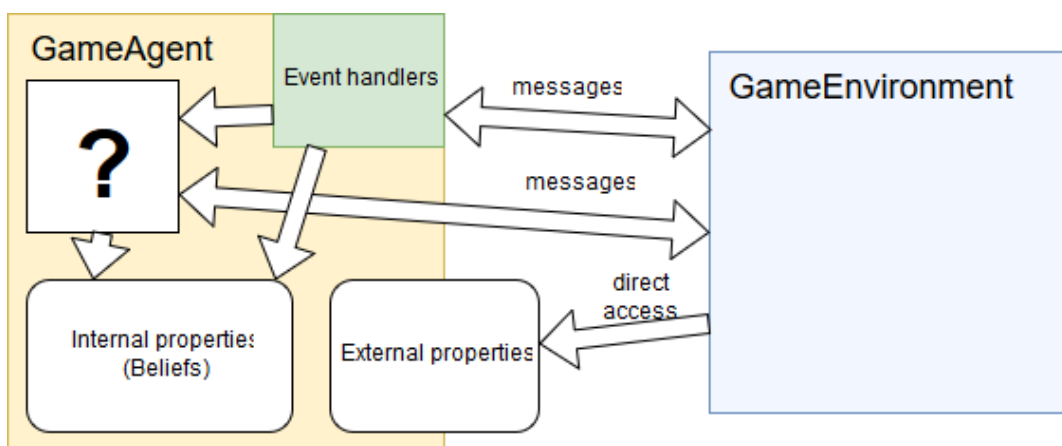 GameAgent
Event handlers
messages
GameEnvironment
?
messages
direct
access
Internal properties
(Beliefs)
External properties